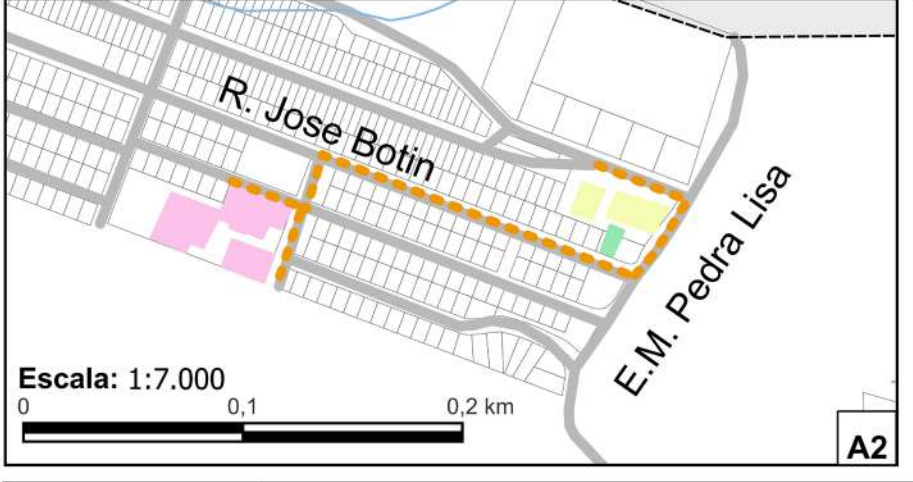 R. Jose Botin
E.M. Pedra Lisa
Escala: 1:7.000
0 0,1 0,2 km
A2